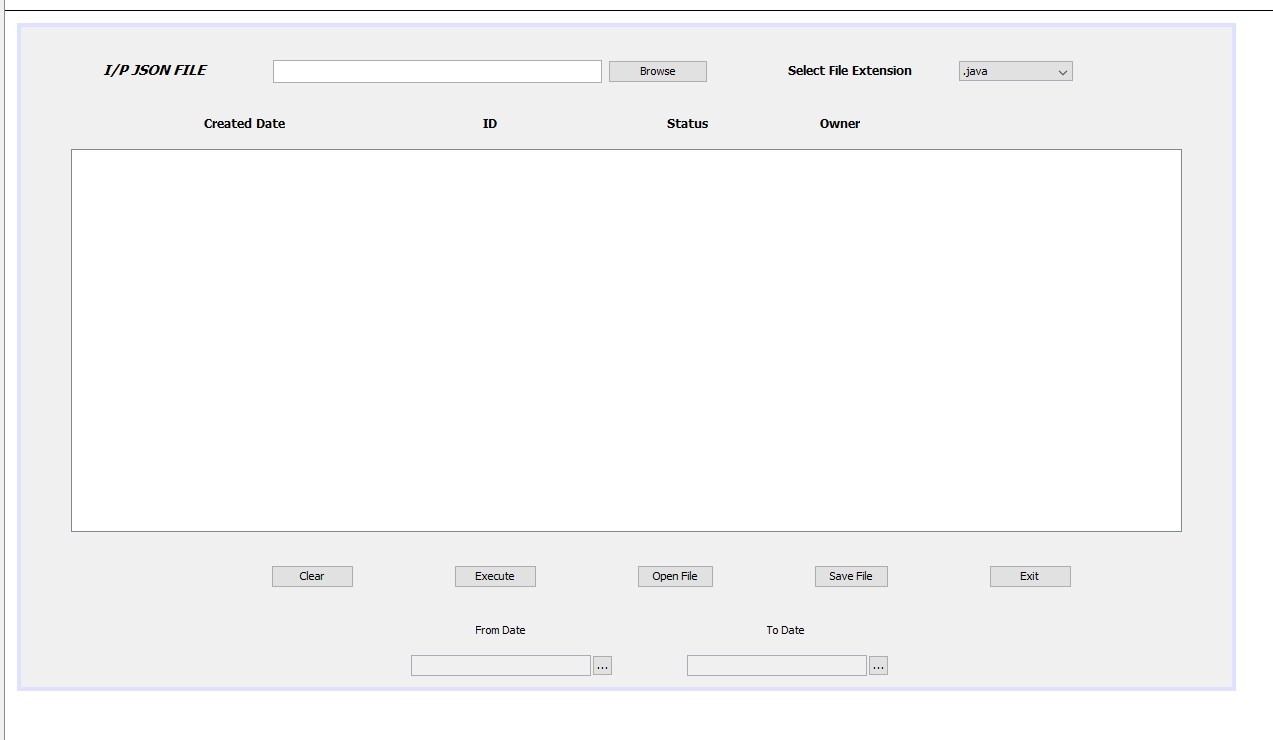 I/P JSON FILE Browse Select File Extension .java
Created Date ID Status Owner
Clear Execute Open File Save File Exit
From Date To Date
... ...